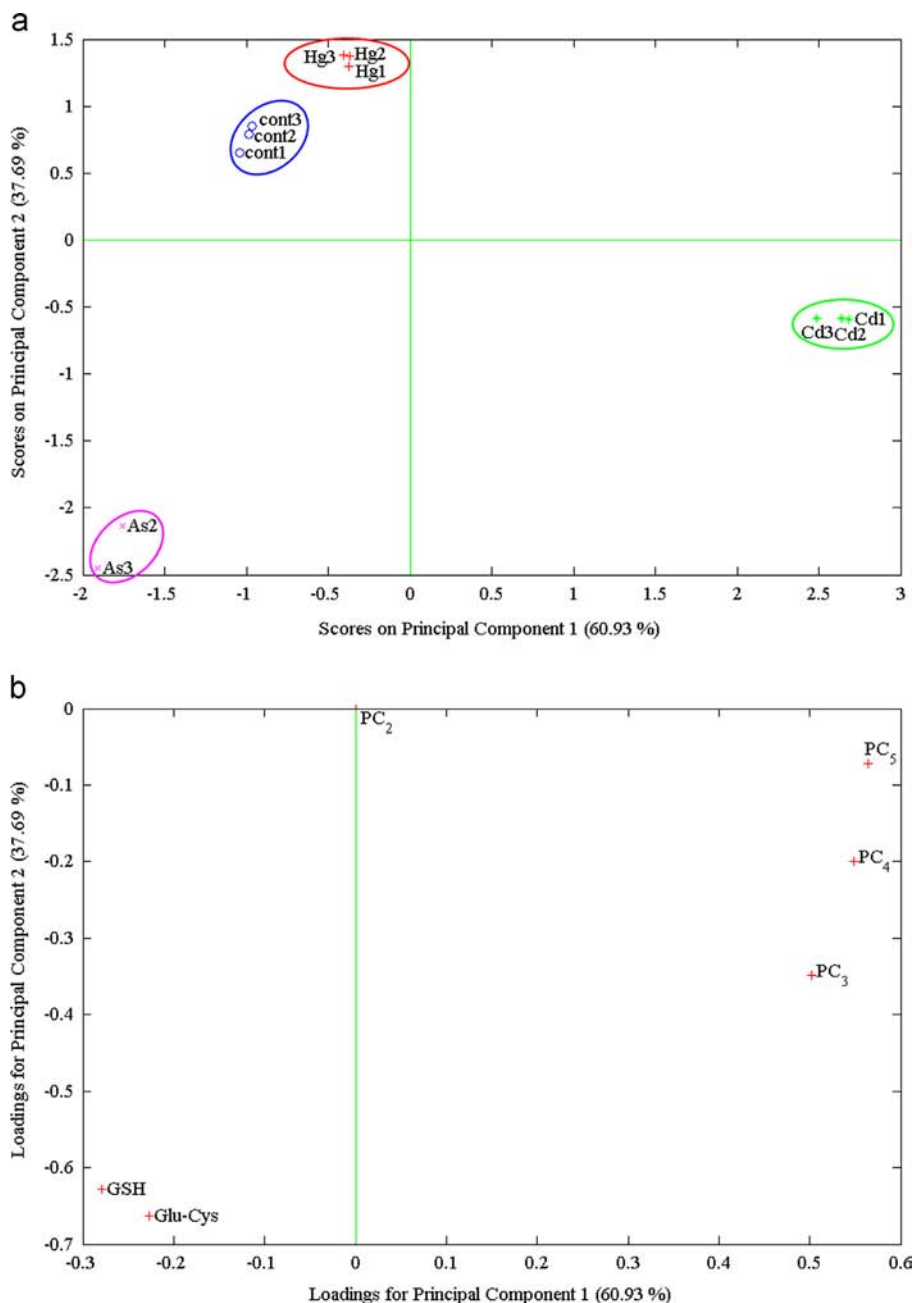 a
1.5
Hg3 Hg2
Hg1
1
cont3
cont2
cont1
0.5
0
-0.5
Cd3 Cd2 Cd1
-1
-1.5
-2
As2
As3
-2.5
-2 -1.5 -1 -0.5 0 0.5 1 1.5 2 2.5 3
Scores on Principal Component 2 (37.69 %)
Scores on Principal Component 1 (60.93 %)
b
0
PC2
PC5
-0.1
-0.2
PC4
-0.3
PC3
-0.4
-0.5
-0.6
GSH
Glu-Cys
-0.7
-0.3 -0.2 -0.1 0 0.1 0.2 0.3 0.4 0.5 0.6
Loadings for Principal Component 2 (37.69 %)
Loadings for Principal Component 1 (60.93 %)